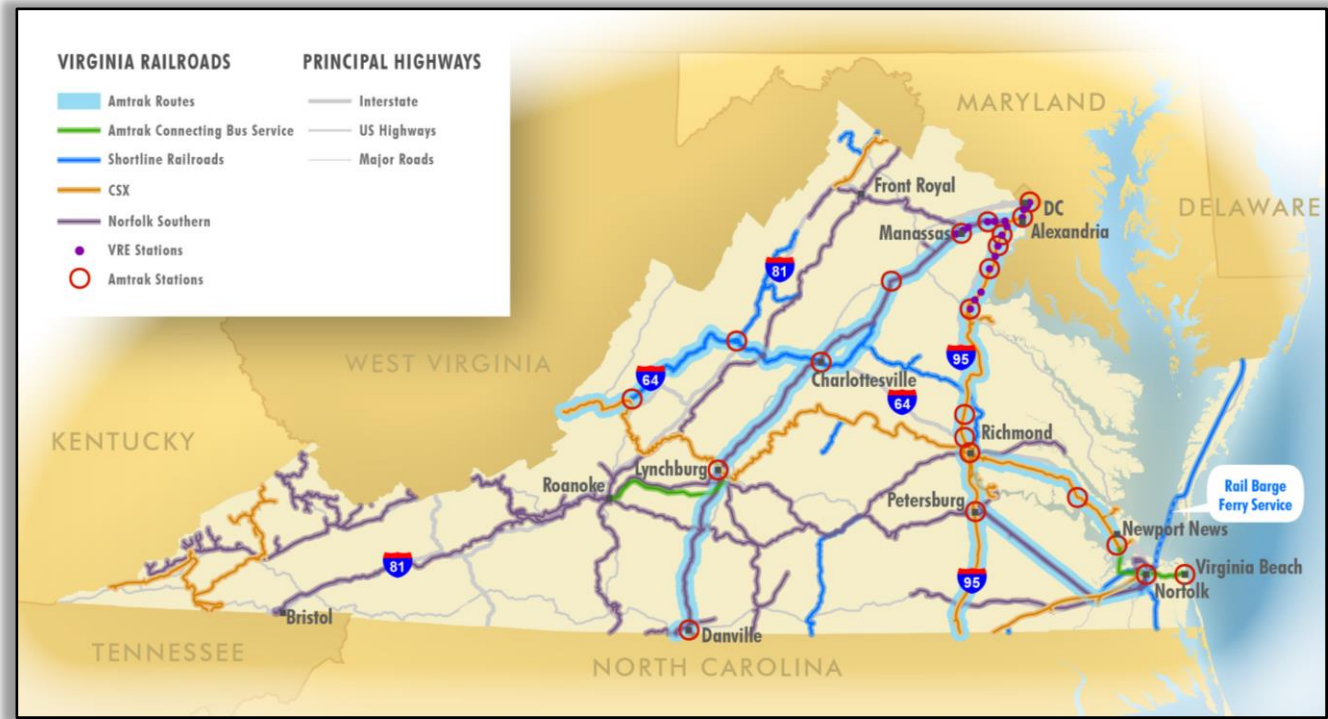 VIRGINIA RAILROADS
Amtrak Routes
Amtrak Connecting Bus Service
Shortline Railroads
CSX
Norfolk Southern
VRE Stations
Amtrak Stations
PRINCIPAL HIGHWAYS
Interstate
US Highways
Major Roads
MARYLAND
Front Royal
DC
DELAWARE
Manassas
Alexandria
81
WEST VIRGINIA
95
64
Charlottesville
64
KENTUCKY
Richmond
Lynchburg
Roanoke
Petersburg
Rail Barge
Ferry Service
Newport News
81
Virginia Beach
95
Norfolk
Bristol
Danville
TENNESSEE
NORTH CAROLINA